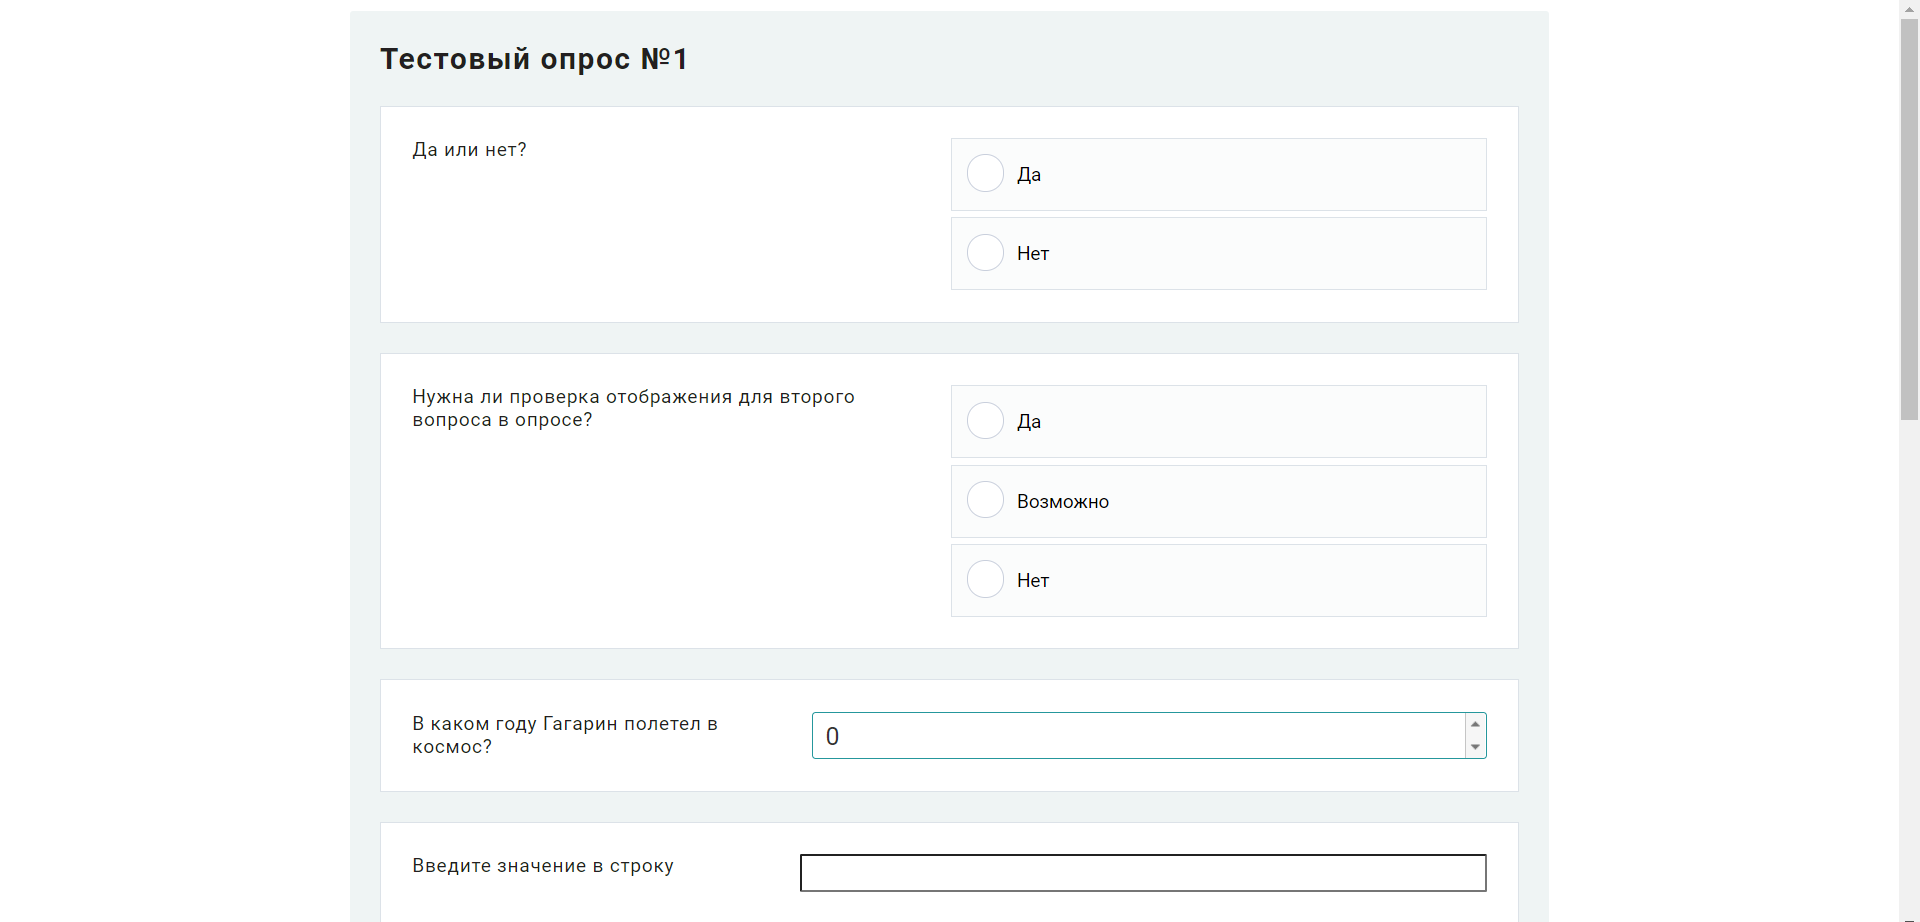 Тестовый опрос №1
Да или нет?
Да
Нет
Нужна ли проверка отображения для второго
вопроса в опросе?
Да
Возможно
Нет
В каком году Гагарин полетел в
космос?
0
Введите значение в строку